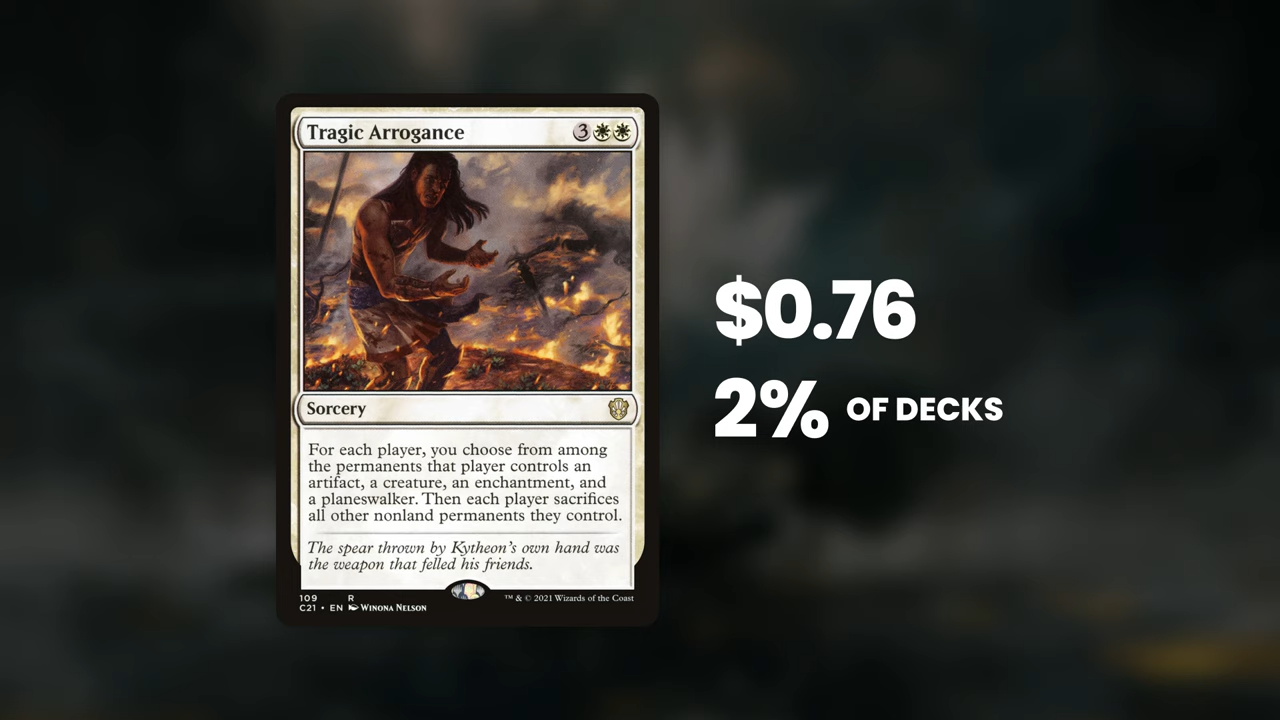 Tragic Arrogance 3
Sorcery
For each player, you choose from among
the permanents that player controls an
artifact, a creature, an enchantment, and
a planeswalker. Then each player sacrifices
all other nonland permanents they control.
The spear thrown by Kytheon's own hand was
the weapon that felled his friends.
109 R
C21 • EN Winona Nelson
™ & © 2021 Wizards of the Coast
$0.76
2% OF DECKS